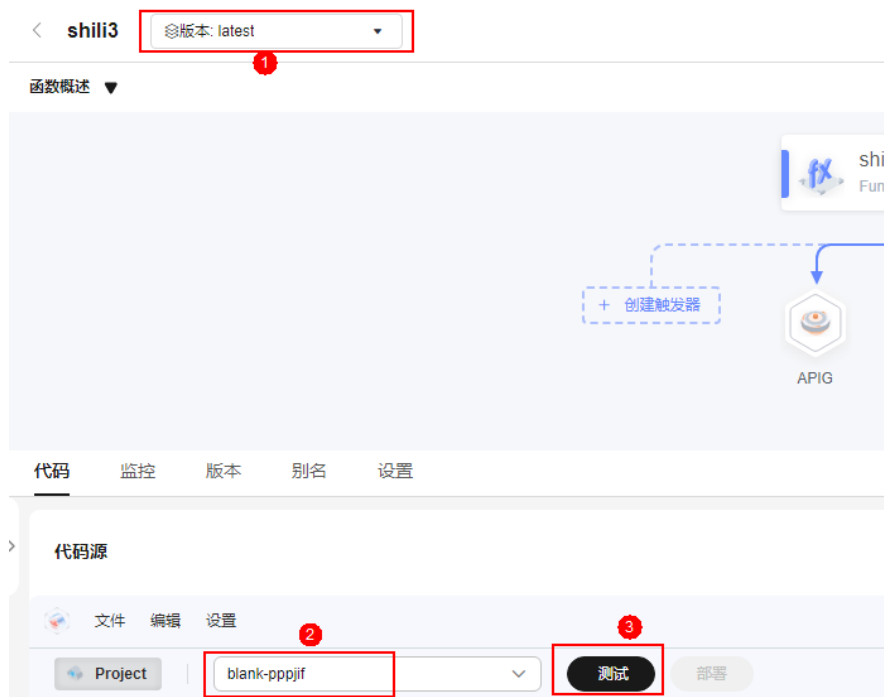 shili3 版本: latest
1
函数概述
shi
Fun
+ 创建触发器
APIG
代码 监控 版本 别名 设置
代码源
文件 编辑 设置
2
3
Project blank-pppjif 测试 部署